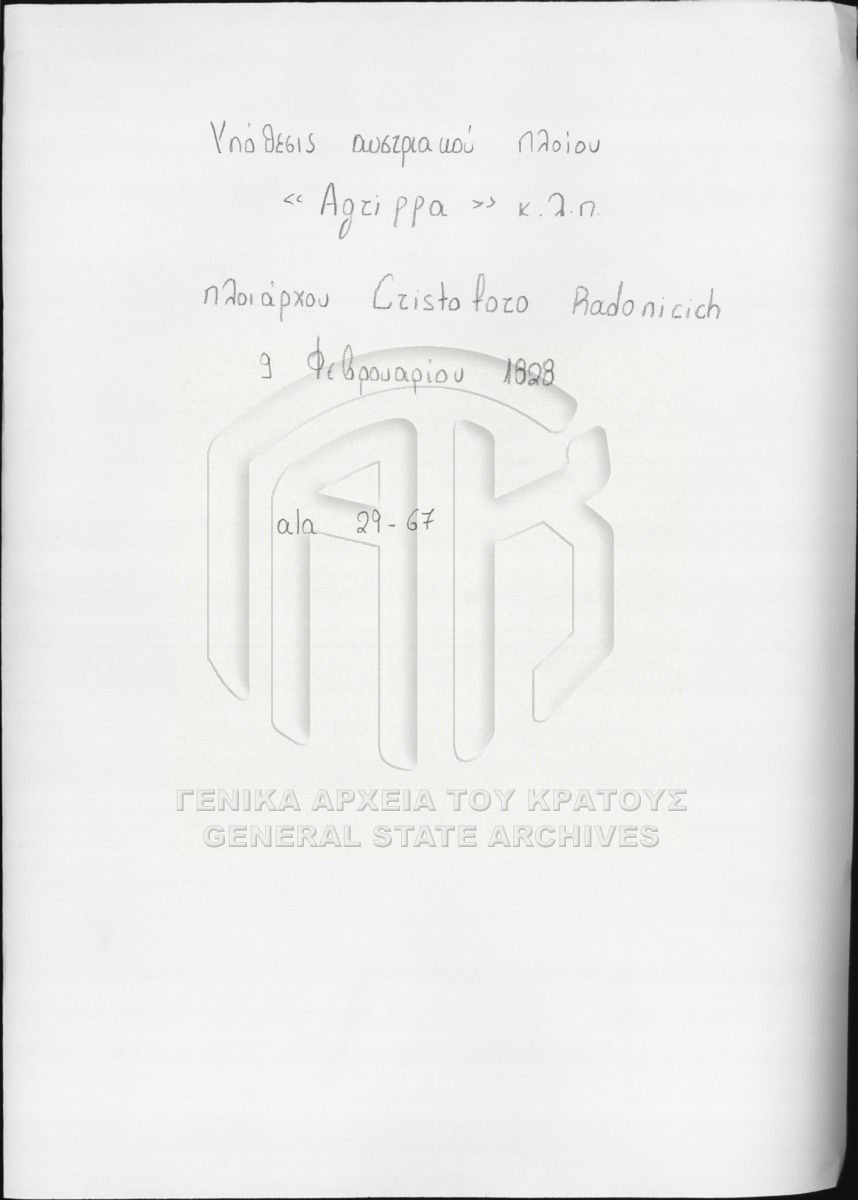 Υπόθεσις αυστριακού πλοίου
«Agrippa» κ.λ.π.
πλοιάρχου Cristoforo Radonicich
9 Φεβρουαρίου 1828
α/α 29-67
ΓΕΝΙΚΑ ΑΡΧΕΙΑ ΤΟΥ ΚΡΑΤΟΥΣ
GENERAL STATE ARCHIVES